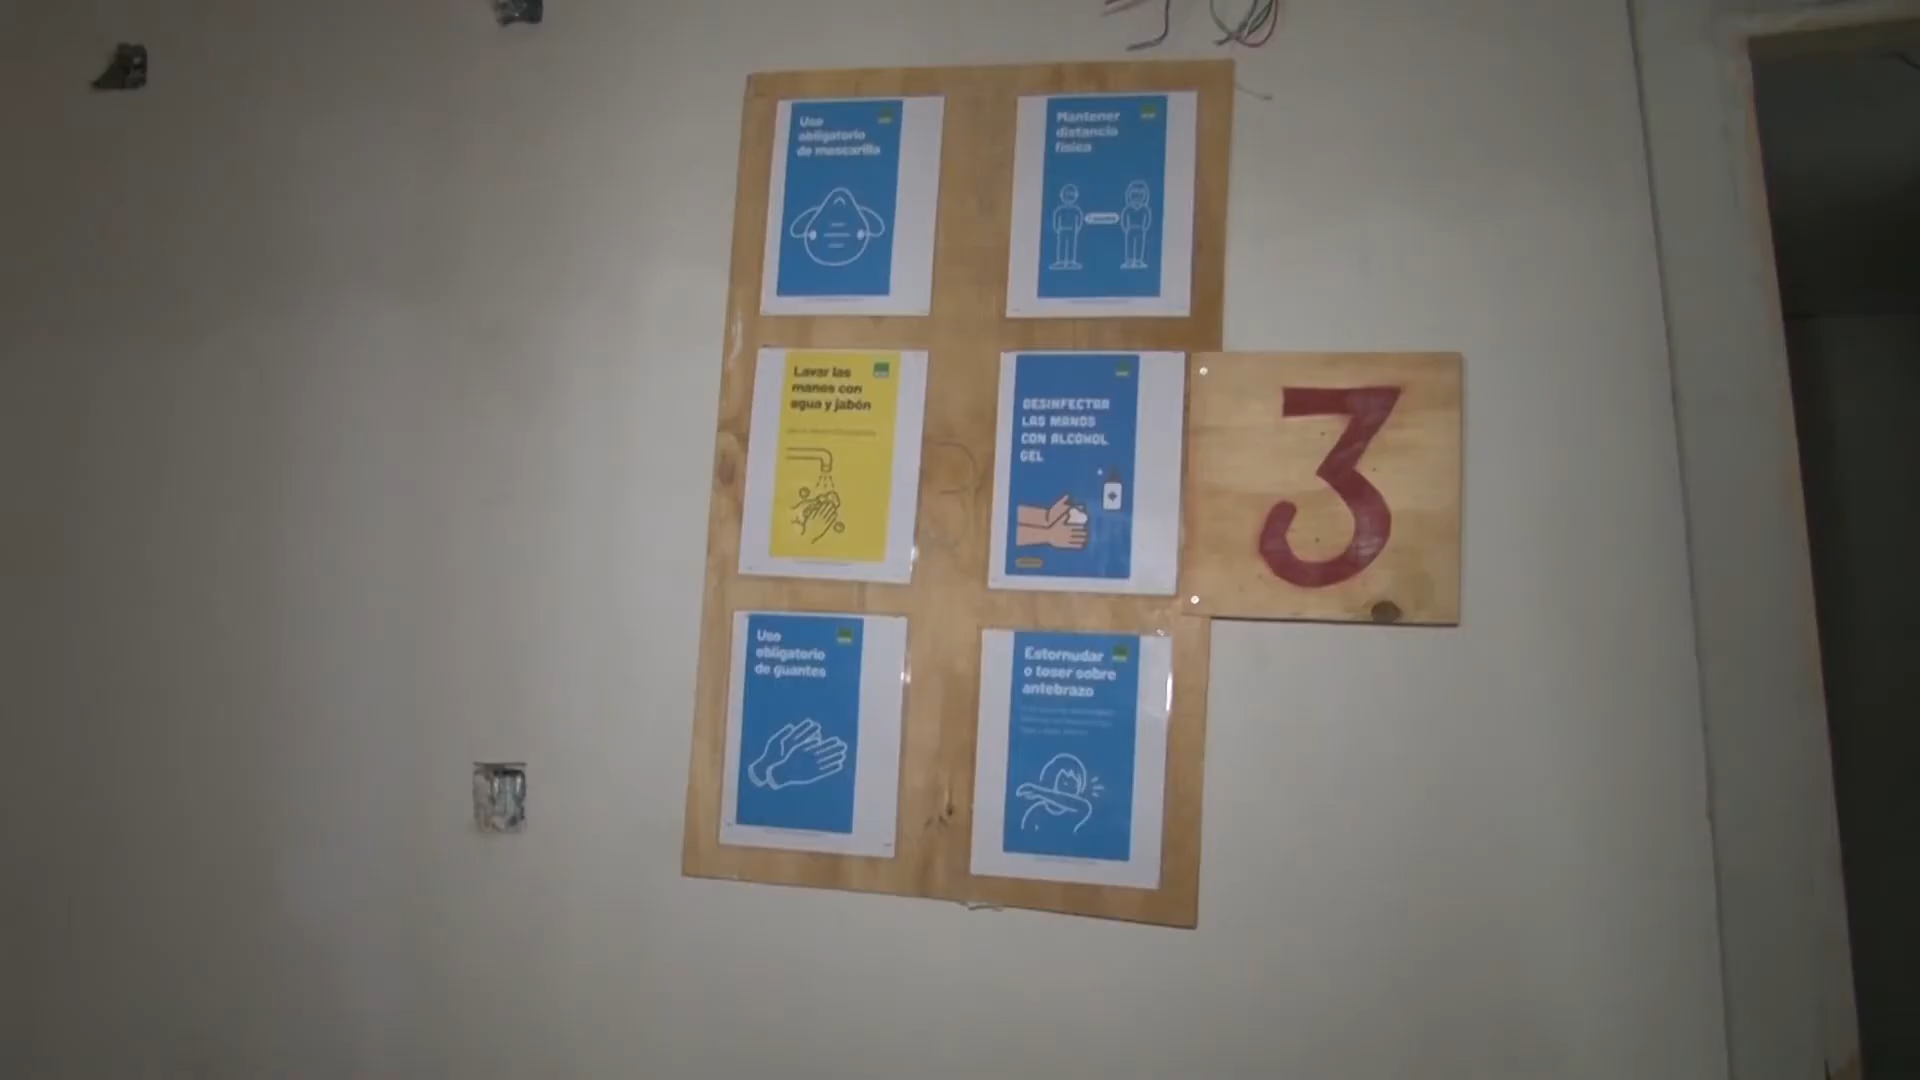 Uso
obligatorio
de mascarilla
Mantener
distancia
física
Lavar las
manos con
agua y jabón
DESINFECTAR
LAS MANOS
CON ALCOHOL
GEL
3
Uso
obligatorio
de guantes
Estornudar
o toser sobre
antebrazo